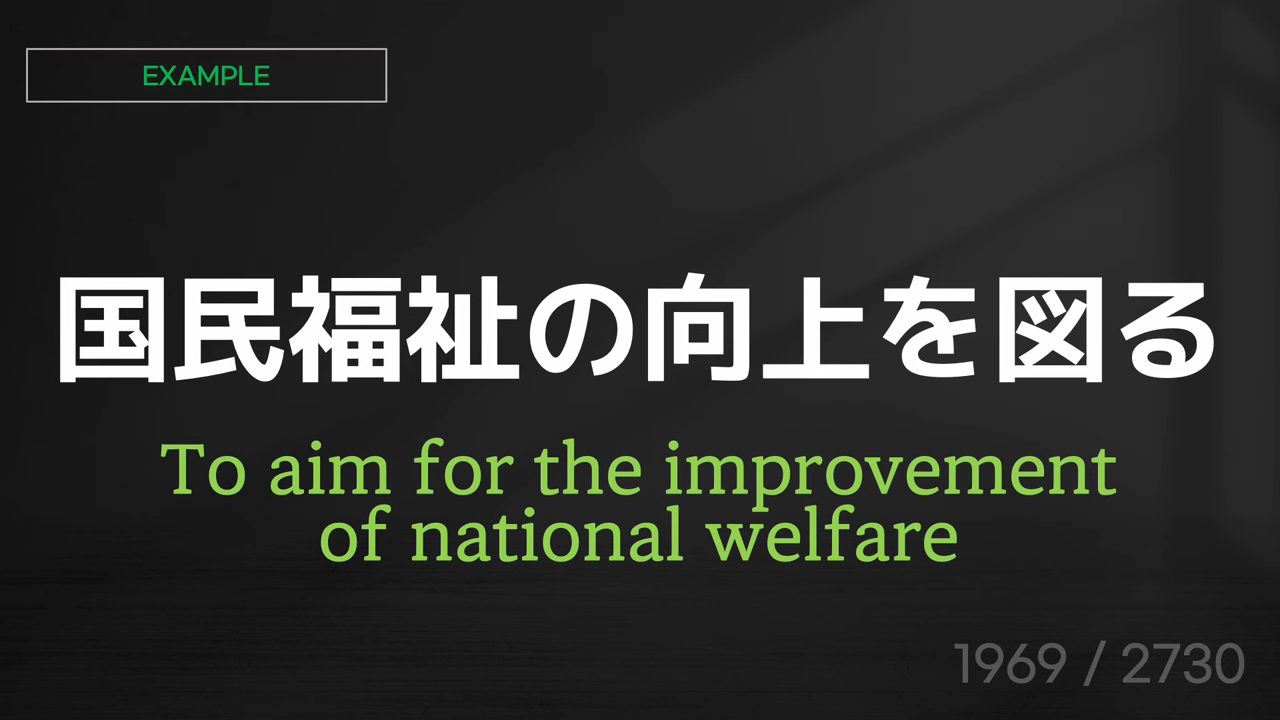 EXAMPLE
国民福祉の向上を図る
To aim for the improvement
of national welfare
1969 / 2730